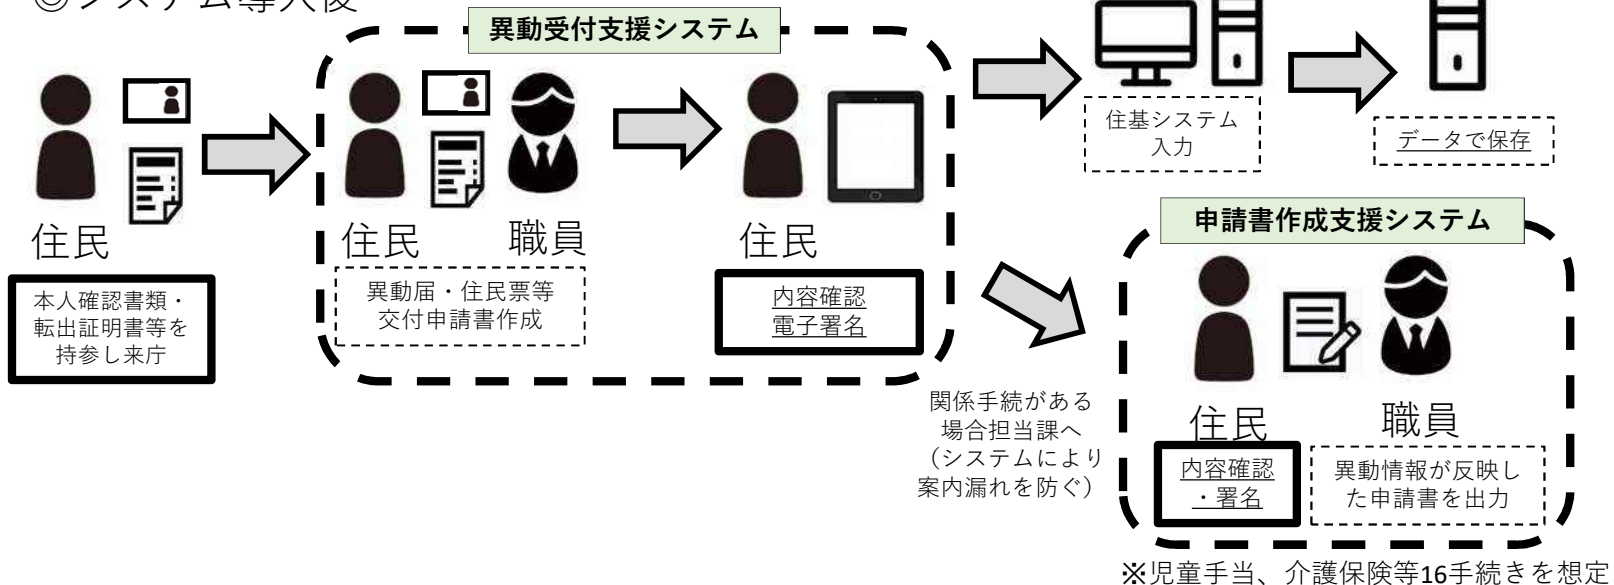 ◎システム導入後
異動受付支援システム
住民
本人確認書類・
転出証明書等を
持参し来庁
住民
職員
異動届・住民票等
交付申請書作成
住民
内容確認
電子署名
住基システム
入力
データで保存
関係手続がある
場合担当課へ
（システムにより
案内漏れを防ぐ）
申請書作成支援システム
住民
職員
内容確認
・署名
異動情報が反映し
た申請書を出力
※児童手当、介護保険等16手続きを想定